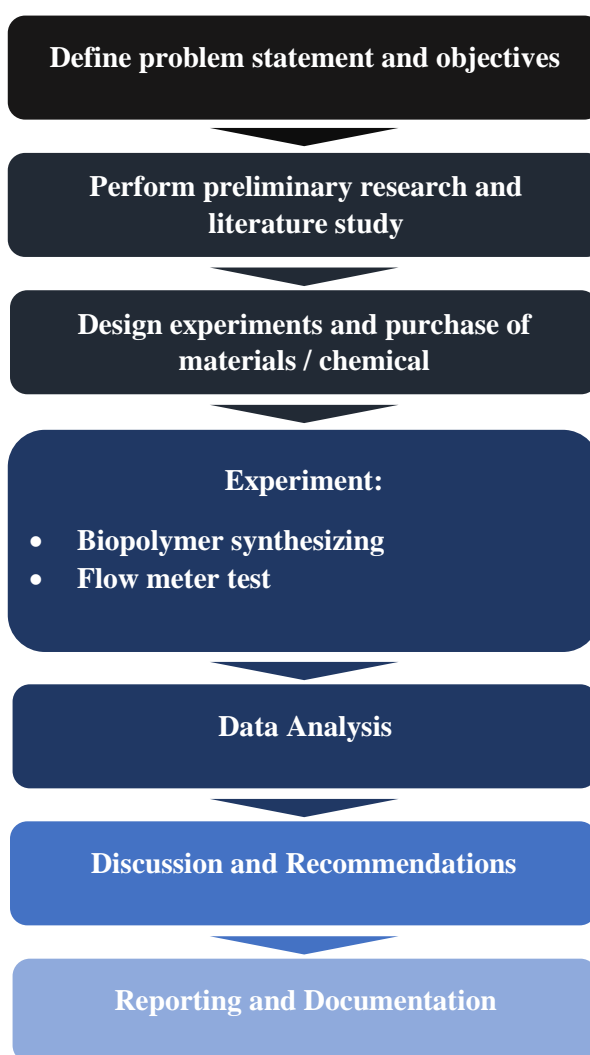 Define problem statement and objectives
Perform preliminary research and
literature study
Design experiments and purchase of
materials / chemical
Experiment:
• Biopolymer synthesizing
• Flow meter test
Data Analysis
Discussion and Recommendations
Reporting and Documentation